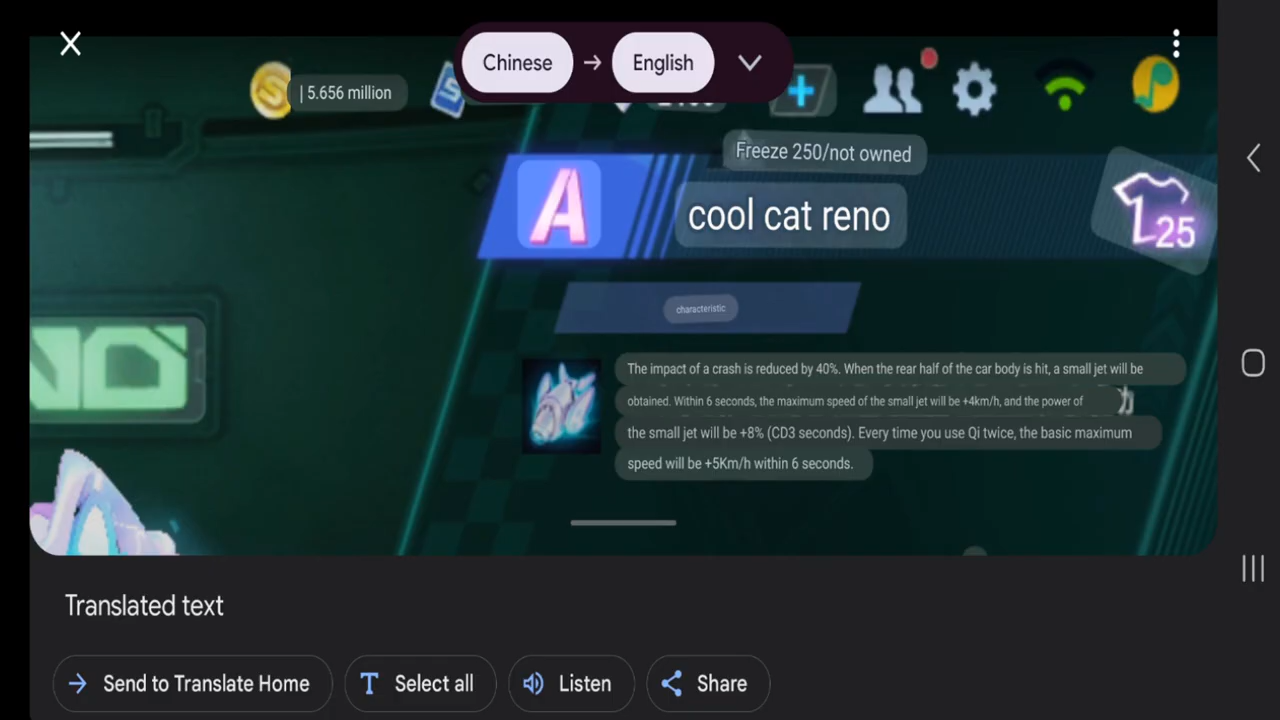 Chinese → English
| 5.656 million
Freeze 250/not owned
A
cool cat reno
25
characteristic
The impact of a crash is reduced by 40%. When the rear half of the car body is hit, a small jet will be
obtained. Within 6 seconds, the maximum speed of the small jet will be +4km/h, and the power of
the small jet will be +8% (CD3 seconds). Every time you use Qi twice, the basic maximum
speed will be +5Km/h within 6 seconds.
Translated text
Send to Translate Home
Select all
Listen
Share